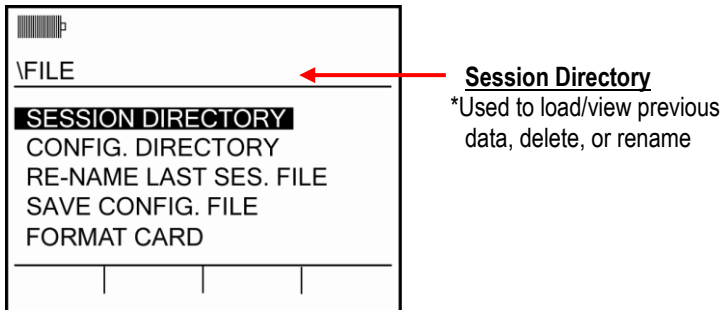 \FILE
SESSION DIRECTORY
CONFIG. DIRECTORY
RE-NAME LAST SES. FILE
SAVE CONFIG. FILE
FORMAT CARD
Session Directory
*Used to load/view previous
data, delete, or rename